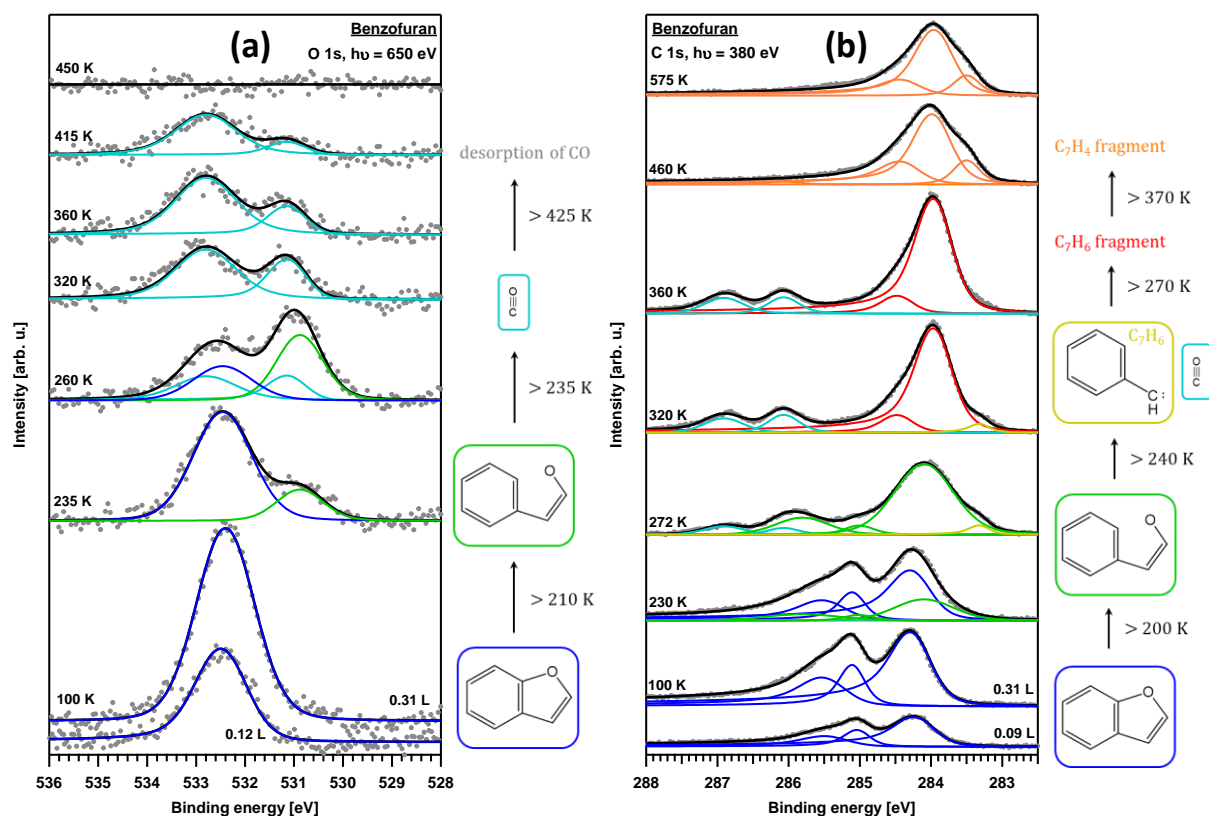 (a)
Benzofuran
O 1s, hυ = 650 eV
450 K
415 K
360 K
320 K
260 K
235 K
100 K
0.31 L
0.12 L
Intensity [arb. u.]
536 535 534 533 532 531 530 529 528
Binding energy [eV]
desorption of CO
> 425 K
C≡O
> 235 K
O
> 210 K
O
(b)
Benzofuran
C 1s, hυ = 380 eV
575 K
460 K
360 K
320 K
272 K
230 K
100 K
0.31 L
0.09 L
Intensity [arb. u.]
288 287 286 285 284 283
Binding energy [eV]
C₇H₄ fragment
> 370 K
C₇H₆ fragment
> 270 K
C₇H₆
C:
H
C≡O
> 240 K
O
> 200 K
O